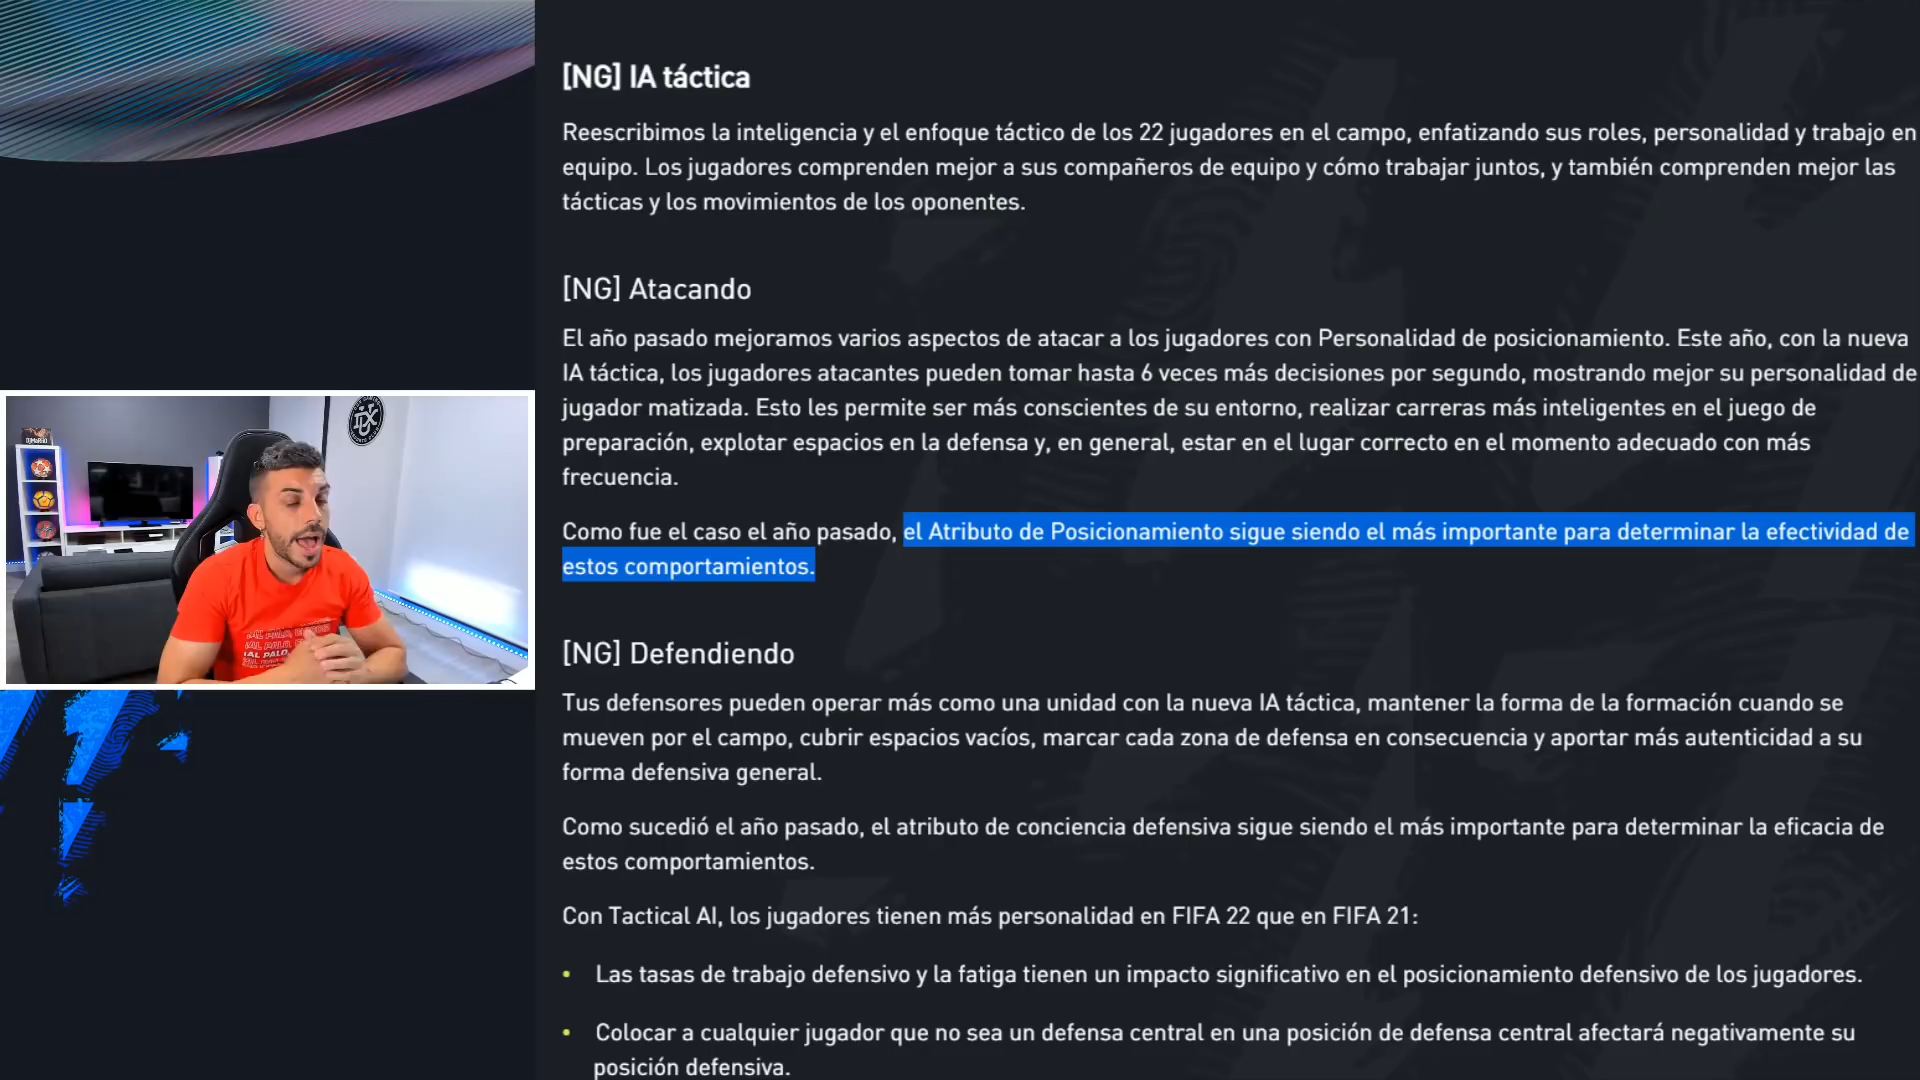 [NG] IA táctica
Reescribimos la inteligencia y el enfoque táctico de los 22 jugadores en el campo, enfatizando sus roles, personalidad y trabajo en
equipo. Los jugadores comprenden mejor a sus compañeros de equipo y cómo trabajar juntos, y también comprenden mejor las
tácticas y los movimientos de los oponentes.
[NG] Atacando
El año pasado mejoramos varios aspectos de atacar a los jugadores con Personalidad de posicionamiento. Este año, con la nueva
IA táctica, los jugadores atacantes pueden tomar hasta 6 veces más decisiones por segundo, mostrando mejor su personalidad de
jugador matizada. Esto les permite ser más conscientes de su entorno, realizar carreras más inteligentes en el juego de
preparación, explotar espacios en la defensa y, en general, estar en el lugar correcto en el momento adecuado con más
frecuencia.
Como fue el caso el año pasado, el Atributo de Posicionamiento sigue siendo el más importante para determinar la efectividad de
estos comportamientos.
[NG] Defendiendo
Tus defensores pueden operar más como una unidad con la nueva IA táctica, mantener la forma de la formación cuando se
mueven por el campo, cubrir espacios vacíos, marcar cada zona de defensa en consecuencia y aportar más autenticidad a su
forma defensiva general.
Como sucedió el año pasado, el atributo de conciencia defensiva sigue siendo el más importante para determinar la eficacia de
estos comportamientos.
Con Tactical AI, los jugadores tienen más personalidad en FIFA 22 que en FIFA 21:
• Las tasas de trabajo defensivo y la fatiga tienen un impacto significativo en el posicionamiento defensivo de los jugadores.
• Colocar a cualquier jugador que no sea un defensa central en una posición de defensa central afectará negativamente su
posición defensiva.
DJMARIIO
DUX
¡AL PALO,
¡AL PALO,
¡AL PALO